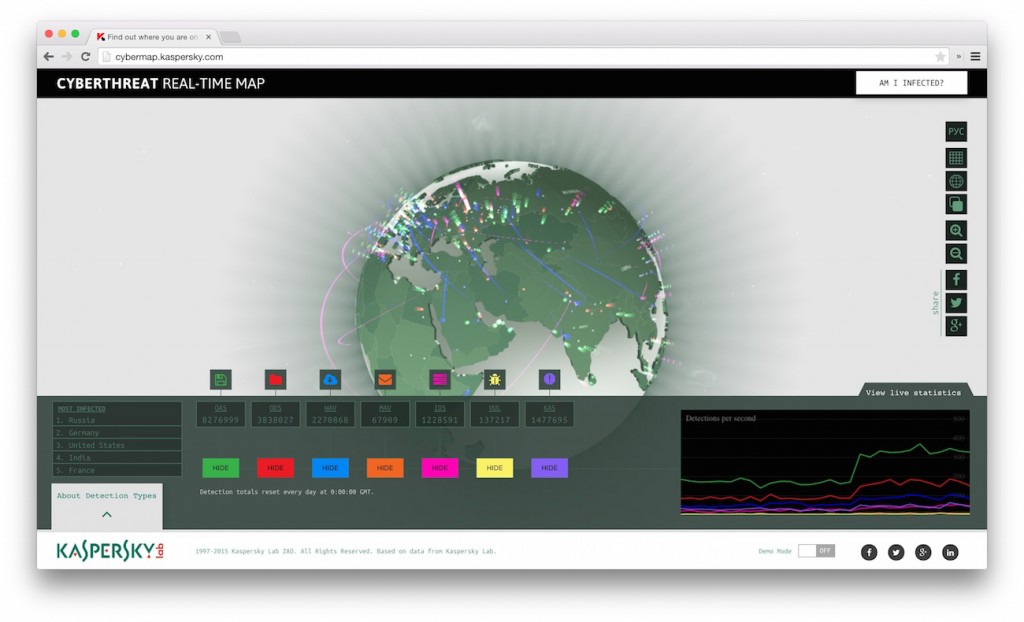 Find out where you are on
cybermap.kaspersky.com
CYBERTHREAT REAL-TIME MAP
AM I INFECTED?
РУС
share
View live statistics
MOST INFECTED
1. Russia
2. Germany
3. United States
4. India
5. France
OAS ODS WAV IDS VUL KAS
8276999 3838027 2270868 67909 1228591 137217 1477695
HIDE HIDE HIDE HIDE HIDE HIDE HIDE
Detection totals reset every day at 0:00:00 GMT.
Detections per second
About Detection Types
KASPERSKY lab
1997-2015 Kaspersky Lab ZAO. All Rights Reserved. Based on data from Kaspersky Lab.
Demo Mode OFF